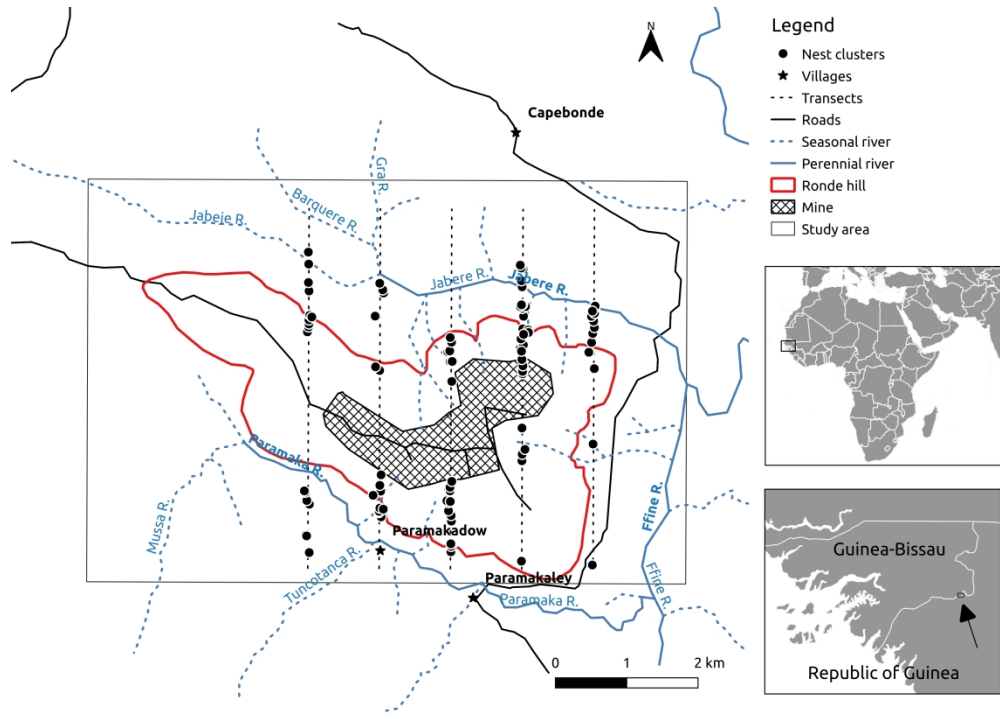 N
Capebonde
Gra R.
Barquere R.
Jabeje R.
Jabere R.
Jabere R.
Paramaka R.
Mussa R.
Tuncotanca R.
Paramakadow
Paramakaley
Paramaka R.
Ffine R.
Ffine R.
0 1 2 km
Legend
Nest clusters
Villages
Transects
Roads
Seasonal river
Perennial river
Ronde hill
Mine
Study area
Guinea-Bissau
Republic of Guinea